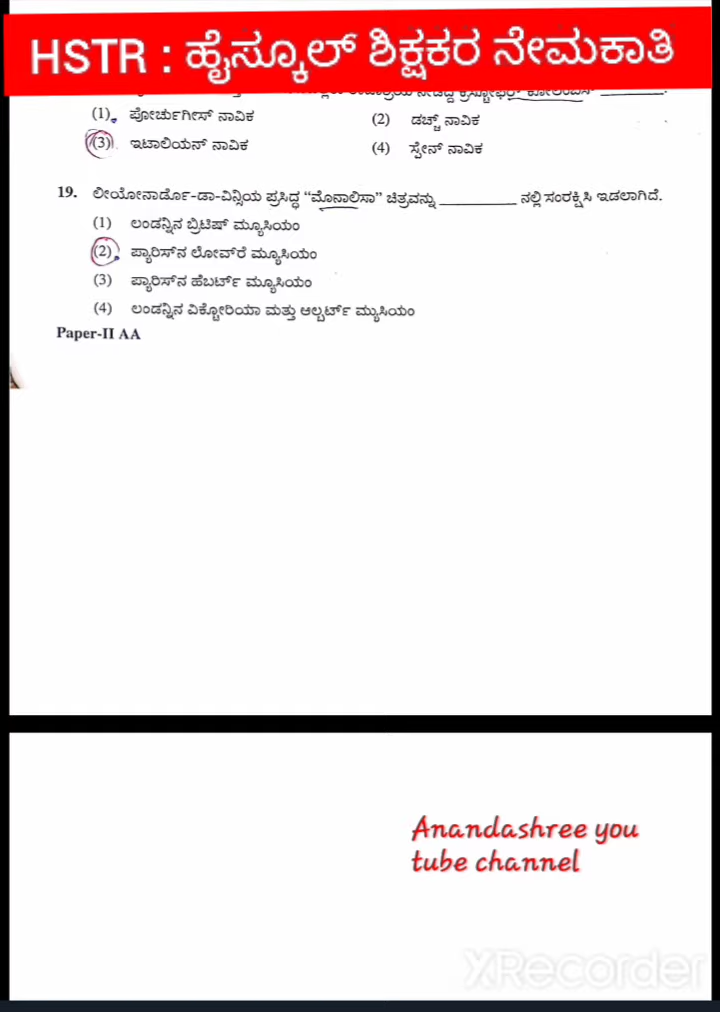 HSTR : ಹೈಸ್ಕೂಲ್ ಶಿಕ್ಷಕರ ನೇಮಕಾತಿ
(1) ಪೋರ್ಚುಗೀಸ್ ನಾವಿಕ (2) ಡಚ್ಚ್ ನಾವಿಕ
(3) ಇಟಾಲಿಯನ್ ನಾವಿಕ (4) ಸ್ಪೇನ್ ನಾವಿಕ
19. ಲೀಯೋನಾರ್ಡೊ-ಡಾ-ವಿನ್ಸಿಯ ಪ್ರಸಿದ್ಧ “ಮೊನಾಲಿಸಾ” ಚಿತ್ರವನ್ನು _________ ನಲ್ಲಿ ಸಂರಕ್ಷಿಸಿ ಇಡಲಾಗಿದೆ.
(1) ಲಂಡನ್ನಿನ ಬ್ರಿಟಿಷ್ ಮ್ಯೂಸಿಯಂ
(2) ಪ್ಯಾರಿಸ್‌ನ ಲೋವ್‌ರೆ ಮ್ಯೂಸಿಯಂ
(3) ಪ್ಯಾರಿಸ್‌ನ ಹೆಬರ್ಟ್ ಮ್ಯೂಸಿಯಂ
(4) ಲಂಡನ್ನಿನ ವಿಕ್ಟೋರಿಯಾ ಮತ್ತು ಆಲ್ಬರ್ಟ್ ಮ್ಯುಸಿಯಂ
Paper-II AA
Anandashree you
tube channel
XRecorder